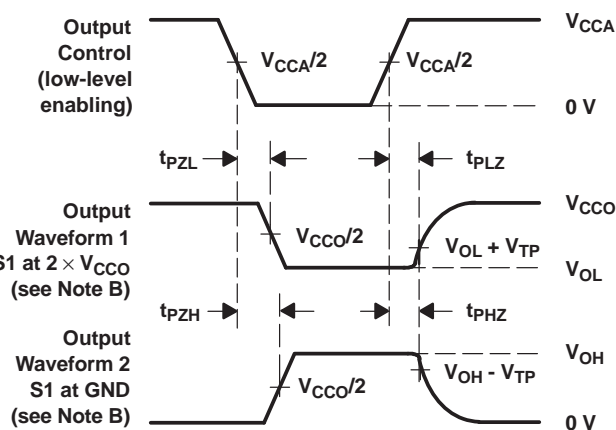 Output
Control
(low-level
enabling)
V_CCA/2
V_CCA/2
V_CCA
0 V
t_PZL
t_PLZ
Output
Waveform 1
S1 at 2 × V_CCO
(see Note B)
V_CCO/2
V_CCO
V_OL + V_TP
V_OL
t_PZH
t_PHZ
Output
Waveform 2
S1 at GND
(see Note B)
V_CCO/2
V_OH
V_OH - V_TP
0 V